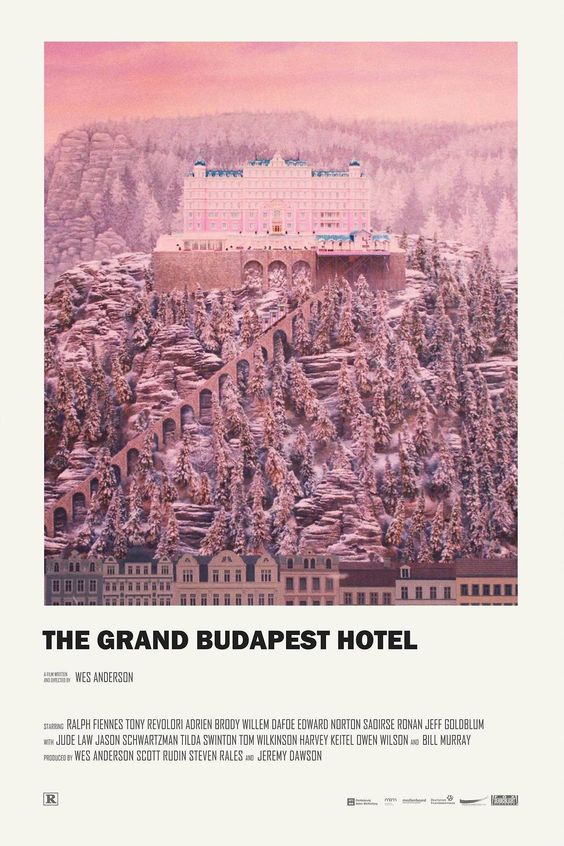 THE GRAND BUDAPEST HOTEL
A FILM WRITTEN
AND DIRECTED BY WES ANDERSON
STARRING RALPH FIENNES TONY REVOLORI ADRIEN BRODY WILLEM DAFOE EDWARD NORTON SAOIRSE RONAN JEFF GOLDBLUM
WITH JUDE LAW JASON SCHWARTZMAN TILDA SWINTON TOM WILKINSON HARVEY KEITEL OWEN WILSON AND BILL MURRAY
PRODUCED BY WES ANDERSON SCOTT RUDIN STEVEN RALES AND JEREMY DAWSON
R